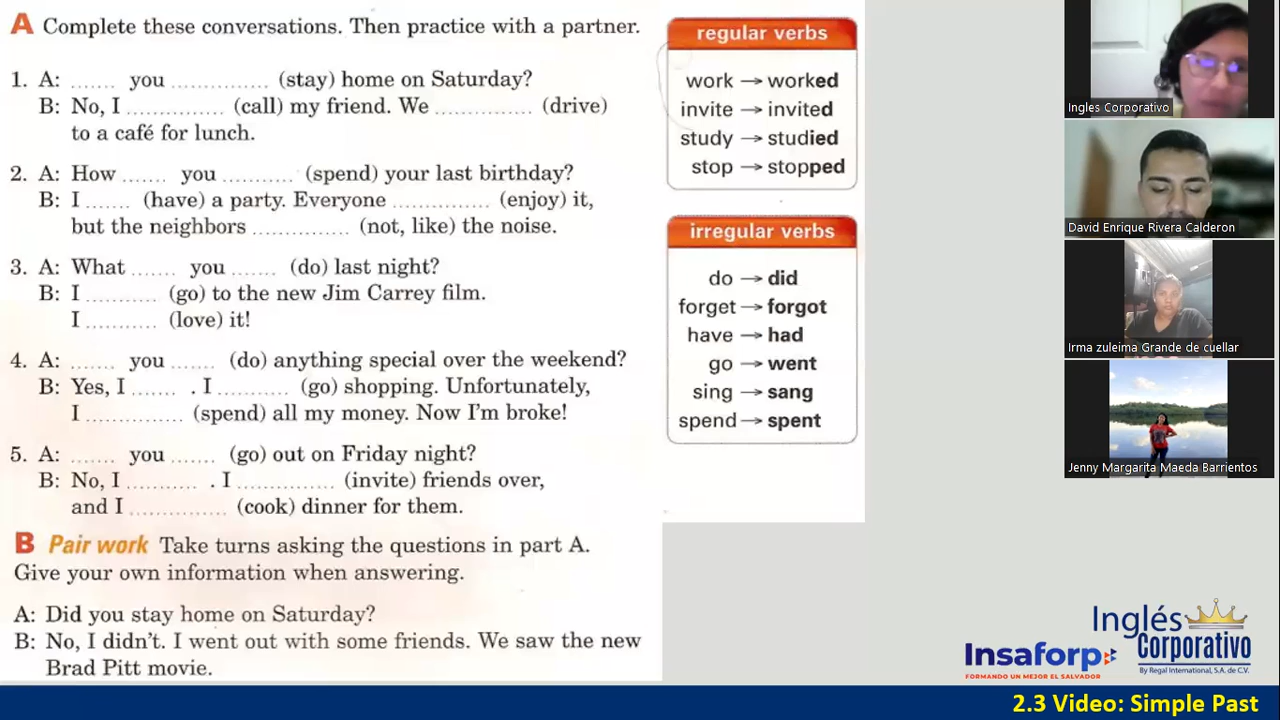 A Complete these conversations. Then practice with a partner.
1. A: ....... you .............. (stay) home on Saturday?
B: No, I .............. (call) my friend. We .............. (drive)
to a café for lunch.
2. A: How ....... you .......... (spend) your last birthday?
B: I ....... (have) a party. Everyone .............. (enjoy) it,
but the neighbors .............. (not, like) the noise.
3. A: What ....... you ....... (do) last night?
B: I ........... (go) to the new Jim Carrey film.
I ........... (love) it!
4. A: ....... you ....... (do) anything special over the weekend?
B: Yes, I ....... . I ........... (go) shopping. Unfortunately,
I .............. (spend) all my money. Now I'm broke!
5. A: ....... you ....... (go) out on Friday night?
B: No, I .......... . I .............. (invite) friends over,
and I .............. (cook) dinner for them.
B Pair work Take turns asking the questions in part A.
Give your own information when answering.
A: Did you stay home on Saturday?
B: No, I didn't. I went out with some friends. We saw the new
Brad Pitt movie.
regular verbs
work → worked
invite → invited
study → studied
stop → stopped
irregular verbs
do → did
forget → forgot
have → had
go → went
sing → sang
spend → spent
Ingles Corporativo
David Enrique Rivera Calderon
Irma zuleima Grande de cuellar
Jenny Margarita Maeda Barrientos
Insaforp
FORMANDO UN MEJOR EL SALVADOR
Inglés
Corporativo
By Regal International, S.A. de C.V.
2.3 Video: Simple Past